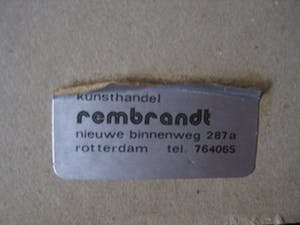 kunsthandel
rembrandt
nieuwe binnenweg 287a
rotterdam tel. 764065